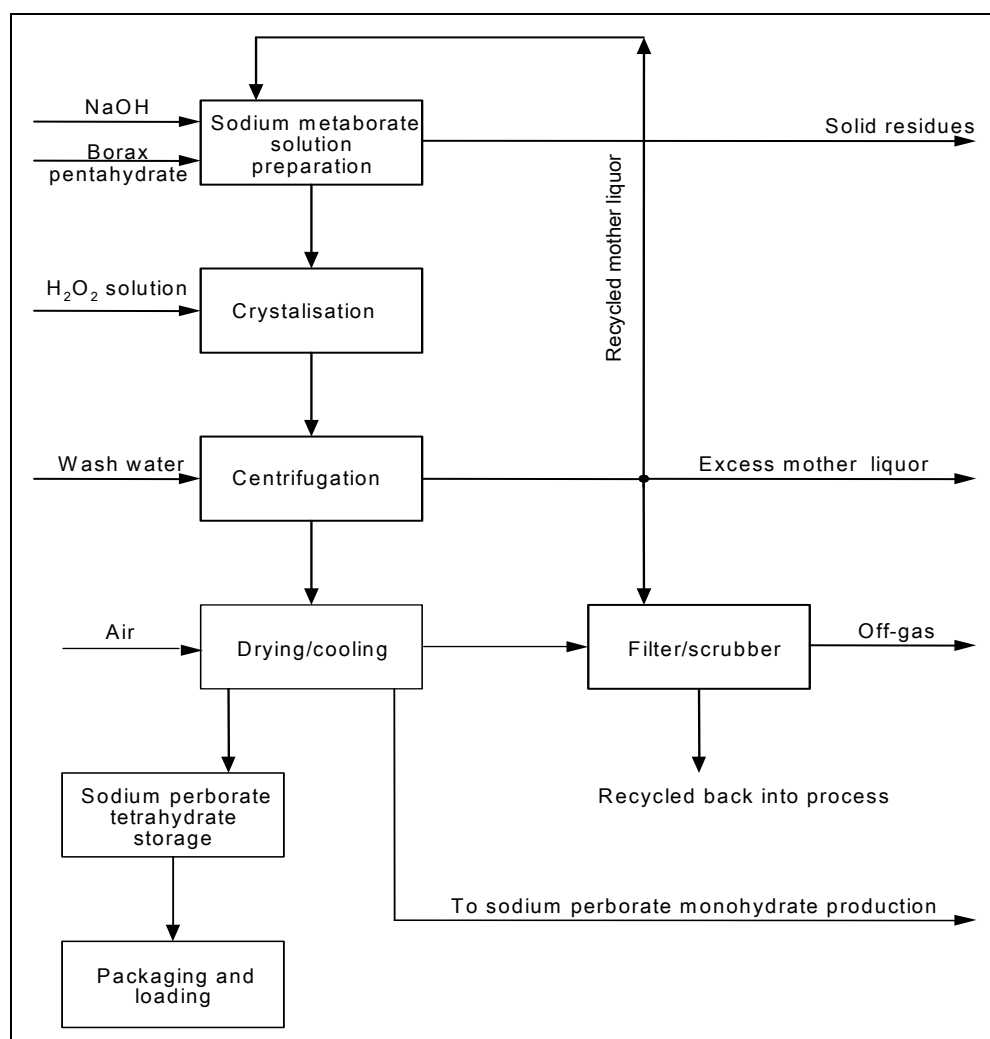 NaOH
Borax
pentahydrate
Sodium metaborate
solution
preparation
Solid residues
Recycled mother liquor
H₂O₂ solution
Crystalisation
Wash water
Centrifugation
Excess mother liquor
Air
Drying/cooling
Filter/scrubber
Off-gas
Sodium perborate
tetrahydrate
storage
Recycled back into process
To sodium perborate monohydrate production
Packaging and
loading